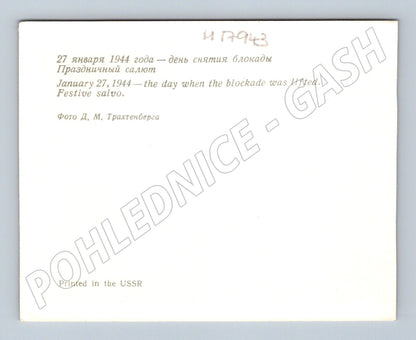 И 17943
27 января 1944 года — день снятия блокады
Праздничный салют
January 27, 1944 — the day when the blockade was lifted.
Festive salvo.
Фото Д. М. Трахтенберга
POHLEDNICE - GASH
Printed in the USSR